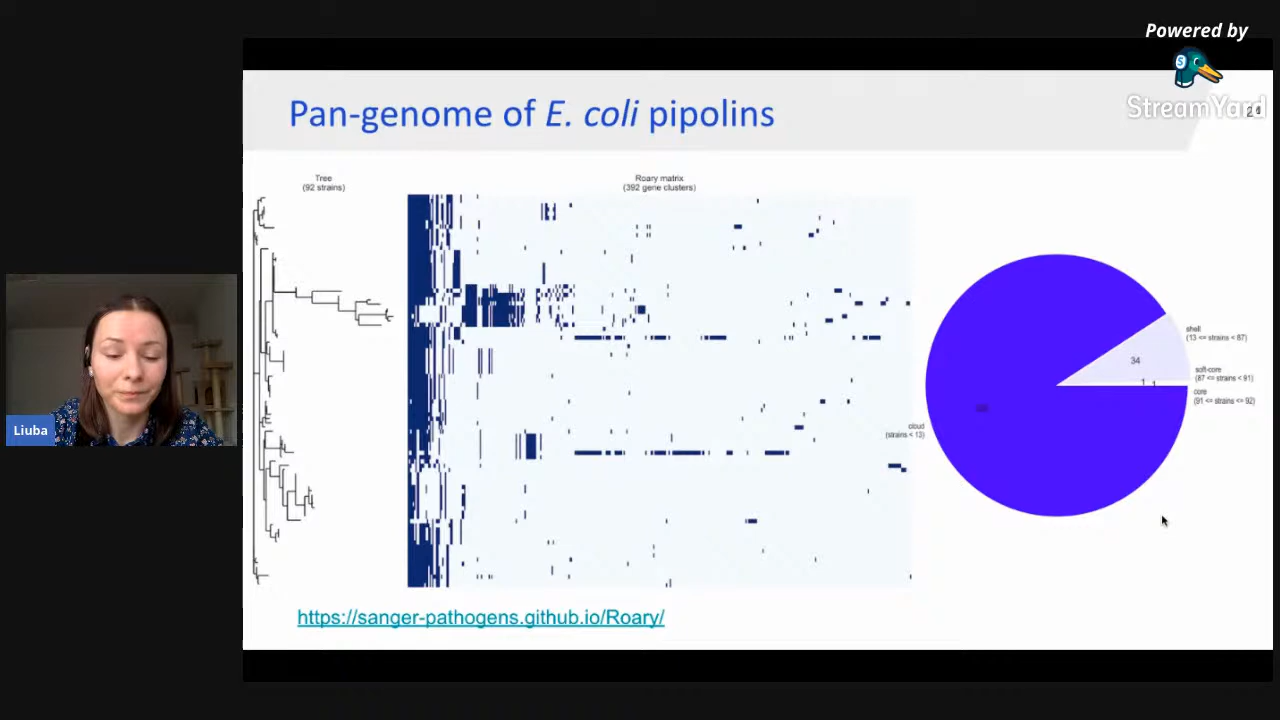 Powered by
StreamYard
Pan-genome of E. coli pipolins
Tree
(92 strains)
Roary matrix
(392 gene clusters)
34
shell
(13 <= strains < 87)
soft-core
(87 <= strains < 91)
1 1
core
(91 <= strains <= 92)
cloud
(strains < 13)
Liuba
https://sanger-pathogens.github.io/Roary/